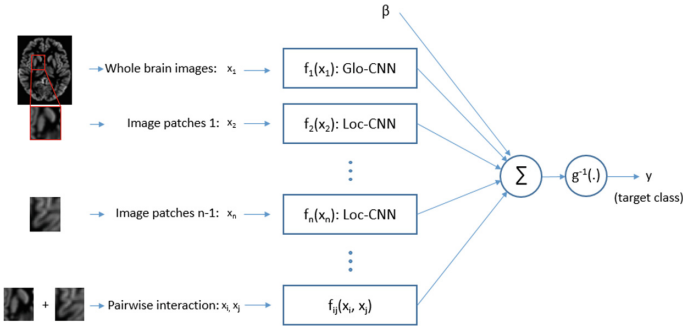 β
Whole brain images: x₁ f₁(x₁): Glo-CNN
Image patches 1: x₂ f₂(x₂): Loc-CNN
∑ g⁻¹(.) y
(target class)
Image patches n-1: xₙ fₙ(xₙ): Loc-CNN
+ Pairwise interaction: xᵢ, xⱼ fᵢⱼ(xᵢ, xⱼ)